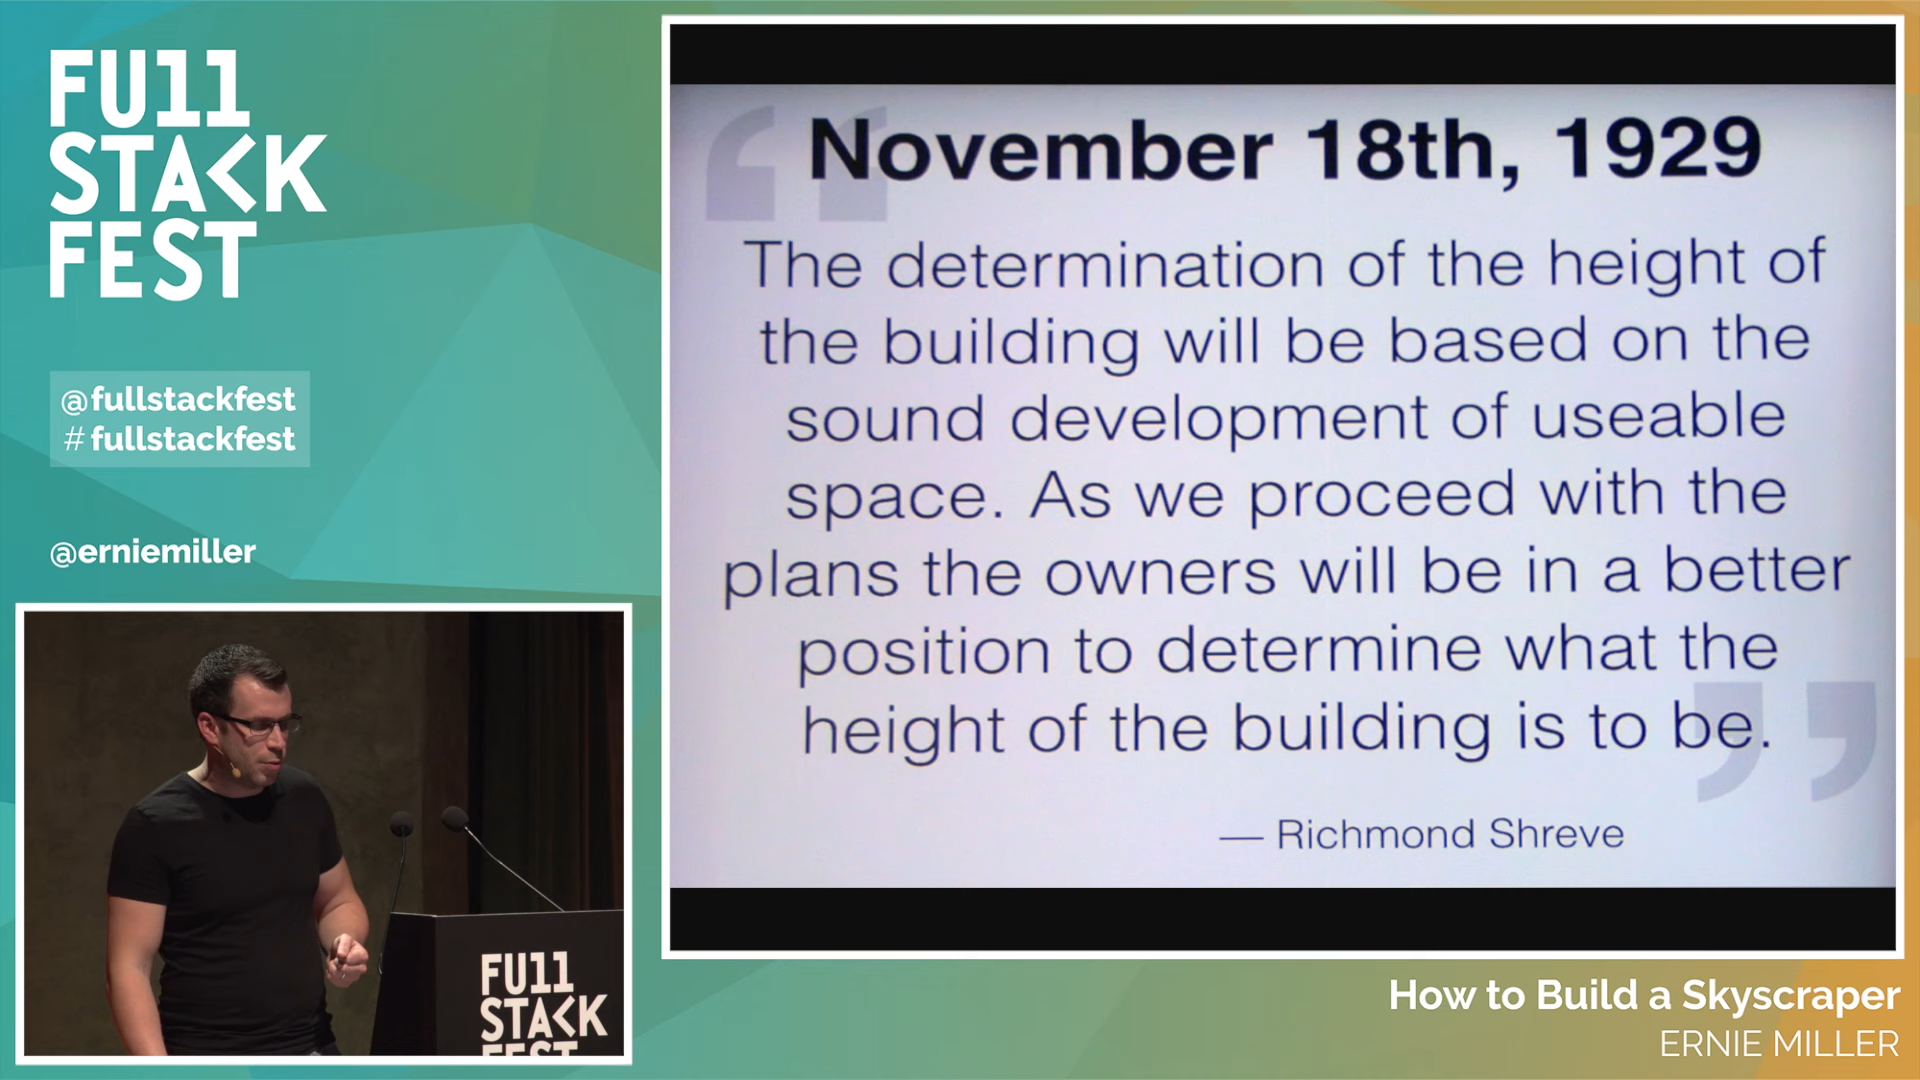 FU11
STACK
FEST
@fullstackfest
# fullstackfest
@erniemiller
November 18th, 1929
The determination of the height of
the building will be based on the
sound development of useable
space. As we proceed with the
plans the owners will be in a better
position to determine what the
height of the building is to be.
— Richmond Shreve
FU11
STACK
FEST
How to Build a Skyscraper
ERNIE MILLER